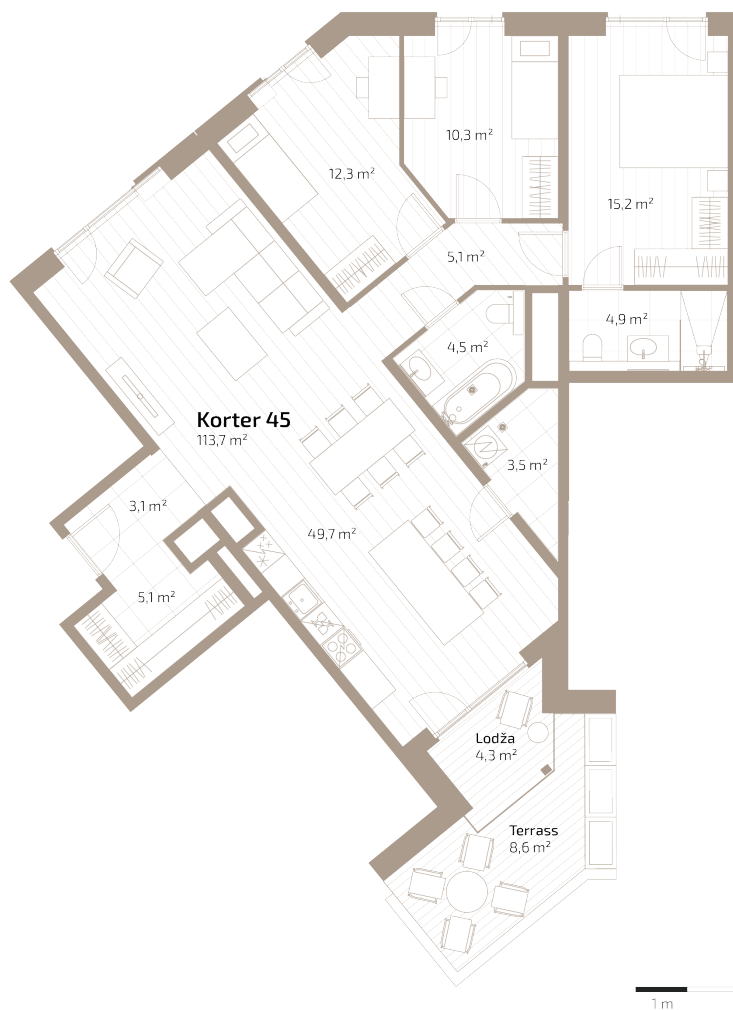 10,3 m²
12,3 m²
15,2 m²
5,1 m²
4,9 m²
4,5 m²
Korter 45
113,7 m²
3,5 m²
3,1 m²
49,7 m²
5,1 m²
Lodža
4,3 m²
Terrass
8,6 m²
1 m